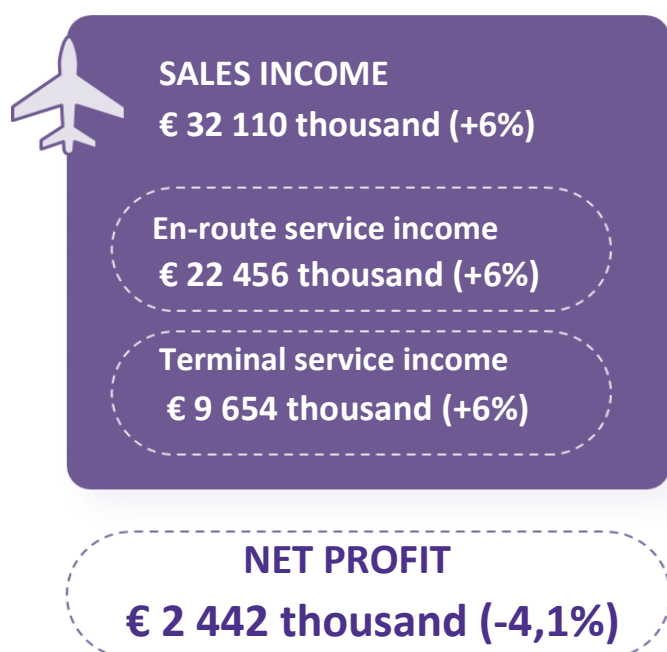 SALES INCOME
€ 32 110 thousand (+6%)
En-route service income
€ 22 456 thousand (+6%)
Terminal service income
€ 9 654 thousand (+6%)
NET PROFIT
€ 2 442 thousand (-4,1%)